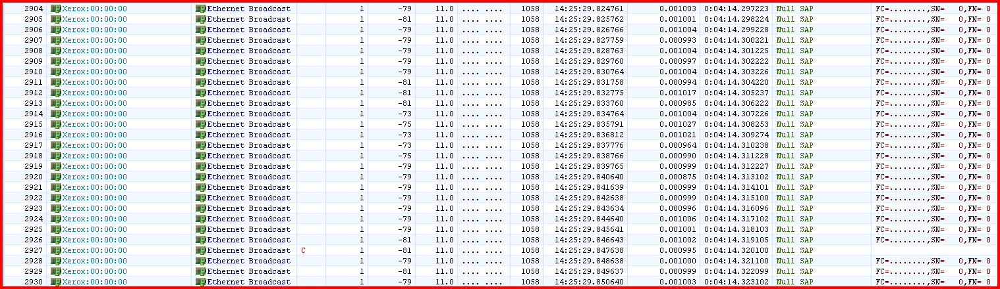 2904 Xerox:00:00:00 Ethernet Broadcast 1 -79 11.0 .... .... 1058 14:25:29.824761 0.001003 0:04:14.297223 Null SAP FC=........,SN= 0,FN= 0
2905 Xerox:00:00:00 Ethernet Broadcast 1 -81 11.0 .... .... 1058 14:25:29.825762 0.001001 0:04:14.298224 Null SAP FC=........,SN= 0,FN= 0
2906 Xerox:00:00:00 Ethernet Broadcast 1 -79 11.0 .... .... 1058 14:25:29.826766 0.001004 0:04:14.299228 Null SAP FC=........,SN= 0,FN= 0
2907 Xerox:00:00:00 Ethernet Broadcast 1 -79 11.0 .... .... 1058 14:25:29.827759 0.000993 0:04:14.300221 Null SAP FC=........,SN= 0,FN= 0
2908 Xerox:00:00:00 Ethernet Broadcast 1 -79 11.0 .... .... 1058 14:25:29.828763 0.001004 0:04:14.301225 Null SAP FC=........,SN= 0,FN= 0
2909 Xerox:00:00:00 Ethernet Broadcast 1 -79 11.0 .... .... 1058 14:25:29.829760 0.000997 0:04:14.302222 Null SAP FC=........,SN= 0,FN= 0
2910 Xerox:00:00:00 Ethernet Broadcast 1 -79 11.0 .... .... 1058 14:25:29.830764 0.001004 0:04:14.303226 Null SAP FC=........,SN= 0,FN= 0
2911 Xerox:00:00:00 Ethernet Broadcast 1 -81 11.0 .... .... 1058 14:25:29.831758 0.000994 0:04:14.304220 Null SAP FC=........,SN= 0,FN= 0
2912 Xerox:00:00:00 Ethernet Broadcast 1 -81 11.0 .... .... 1058 14:25:29.832775 0.001017 0:04:14.305237 Null SAP FC=........,SN= 0,FN= 0
2913 Xerox:00:00:00 Ethernet Broadcast 1 -81 11.0 .... .... 1058 14:25:29.833760 0.000985 0:04:14.306222 Null SAP FC=........,SN= 0,FN= 0
2914 Xerox:00:00:00 Ethernet Broadcast 1 -73 11.0 .... .... 1058 14:25:29.834764 0.001004 0:04:14.307226 Null SAP FC=........,SN= 0,FN= 0
2915 Xerox:00:00:00 Ethernet Broadcast 1 -75 11.0 .... .... 1058 14:25:29.835791 0.001027 0:04:14.308253 Null SAP FC=........,SN= 0,FN= 0
2916 Xerox:00:00:00 Ethernet Broadcast 1 -73 11.0 .... .... 1058 14:25:29.836812 0.001021 0:04:14.309274 Null SAP FC=........,SN= 0,FN= 0
2917 Xerox:00:00:00 Ethernet Broadcast 1 -73 11.0 .... .... 1058 14:25:29.837776 0.000964 0:04:14.310238 Null SAP FC=........,SN= 0,FN= 0
2918 Xerox:00:00:00 Ethernet Broadcast 1 -75 11.0 .... .... 1058 14:25:29.838766 0.000990 0:04:14.311228 Null SAP FC=........,SN= 0,FN= 0
2919 Xerox:00:00:00 Ethernet Broadcast 1 -79 11.0 .... .... 1058 14:25:29.839765 0.000999 0:04:14.312227 Null SAP FC=........,SN= 0,FN= 0
2920 Xerox:00:00:00 Ethernet Broadcast 1 -79 11.0 .... .... 1058 14:25:29.840640 0.000875 0:04:14.313102 Null SAP FC=........,SN= 0,FN= 0
2921 Xerox:00:00:00 Ethernet Broadcast 1 -79 11.0 .... .... 1058 14:25:29.841639 0.000999 0:04:14.314101 Null SAP FC=........,SN= 0,FN= 0
2922 Xerox:00:00:00 Ethernet Broadcast 1 -79 11.0 .... .... 1058 14:25:29.842638 0.000999 0:04:14.315100 Null SAP FC=........,SN= 0,FN= 0
2923 Xerox:00:00:00 Ethernet Broadcast 1 -79 11.0 .... .... 1058 14:25:29.843634 0.000996 0:04:14.316096 Null SAP FC=........,SN= 0,FN= 0
2924 Xerox:00:00:00 Ethernet Broadcast 1 -79 11.0 .... .... 1058 14:25:29.844640 0.001006 0:04:14.317102 Null SAP FC=........,SN= 0,FN= 0
2925 Xerox:00:00:00 Ethernet Broadcast 1 -79 11.0 .... .... 1058 14:25:29.845641 0.001001 0:04:14.318103 Null SAP FC=........,SN= 0,FN= 0
2926 Xerox:00:00:00 Ethernet Broadcast 1 -81 11.0 .... .... 1058 14:25:29.846643 0.001002 0:04:14.319105 Null SAP FC=........,SN= 0,FN= 0
2927 Xerox:00:00:00 Ethernet Broadcast C 1 -81 11.0 .... .... 1058 14:25:29.847638 0.000995 0:04:14.320100 Null SAP
2928 Xerox:00:00:00 Ethernet Broadcast 1 -79 11.0 .... .... 1058 14:25:29.848638 0.001000 0:04:14.321100 Null SAP FC=........,SN= 0,FN= 0
2929 Xerox:00:00:00 Ethernet Broadcast 1 -81 11.0 .... .... 1058 14:25:29.849637 0.000999 0:04:14.322099 Null SAP FC=........,SN= 0,FN= 0
2930 Xerox:00:00:00 Ethernet Broadcast 1 -79 11.0 .... .... 1058 14:25:29.850640 0.001003 0:04:14.323102 Null SAP FC=........,SN= 0,FN= 0